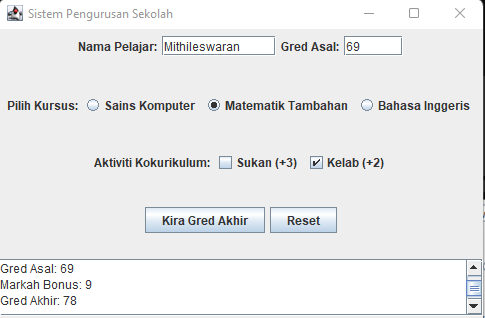 Sistem Pengurusan Sekolah
Nama Pelajar: Mithileswaran Gred Asal: 69
Pilih Kursus: Sains Komputer Matematik Tambahan Bahasa Inggeris
Aktiviti Kokurikulum: Sukan (+3) Kelab (+2)
Kira Gred Akhir Reset
Gred Asal: 69
Markah Bonus: 9
Gred Akhir: 78